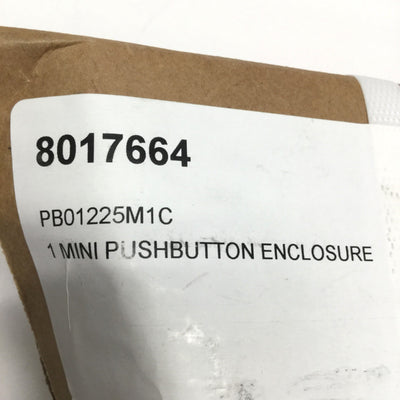 8017664
PB01225M1C
1 MINI PUSHBUTTON ENCLOSURE